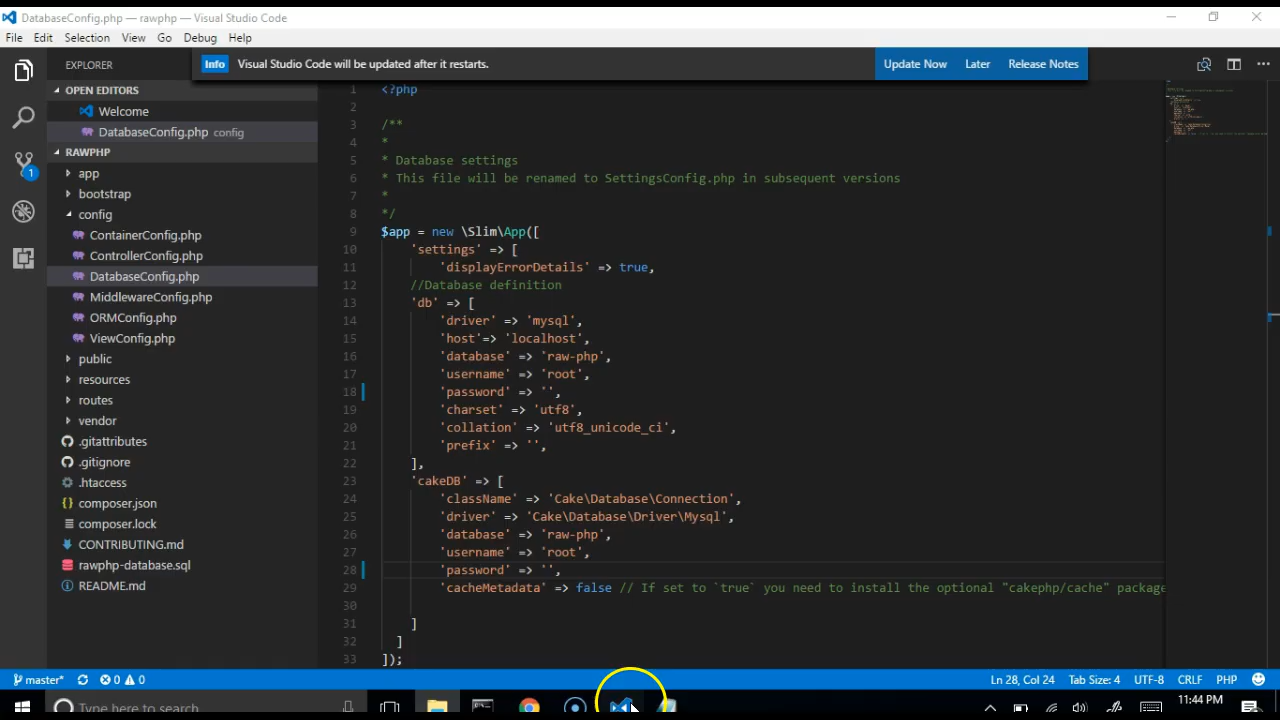 DatabaseConfig.php — rawphp — Visual Studio Code
File Edit Selection View Go Debug Help
EXPLORER
Info Visual Studio Code will be updated after it restarts. Update Now Later Release Notes
OPEN EDITORS
Welcome
DatabaseConfig.php config
RAWPHP
app
bootstrap
config
ContainerConfig.php
ControllerConfig.php
DatabaseConfig.php
MiddlewareConfig.php
ORMConfig.php
ViewConfig.php
public
resources
routes
vendor
.gitattributes
.gitignore
.htaccess
composer.json
composer.lock
CONTRIBUTING.md
rawphp-database.sql
README.md
1
1 <?php
2
3 /**
4 *
5 * Database settings
6 * This file will be renamed to SettingsConfig.php in subsequent versions
7 *
8 */
9 $app = new \Slim\App([
10 'settings' => [
11 'displayErrorDetails' => true,
12 //Database definition
13 'db' => [
14 'driver' => 'mysql',
15 'host'=> 'localhost',
16 'database' => 'raw-php',
17 'username' => 'root',
18 'password' => '',
19 'charset' => 'utf8',
20 'collation' => 'utf8_unicode_ci',
21 'prefix' => '',
22 ],
23 'cakeDB' => [
24 'className' => 'Cake\Database\Connection',
25 'driver' => 'Cake\Database\Driver\Mysql',
26 'database' => 'raw-php',
27 'username' => 'root',
28 'password' => '',
29 'cacheMetadata' => false // If set to `true` you need to install the optional "cakephp/cache" package
30
31 ]
32 ]
33 ]);
master* 0 0 Ln 28, Col 24 Tab Size: 4 UTF-8 CRLF PHP
Type here to search
11:44 PM